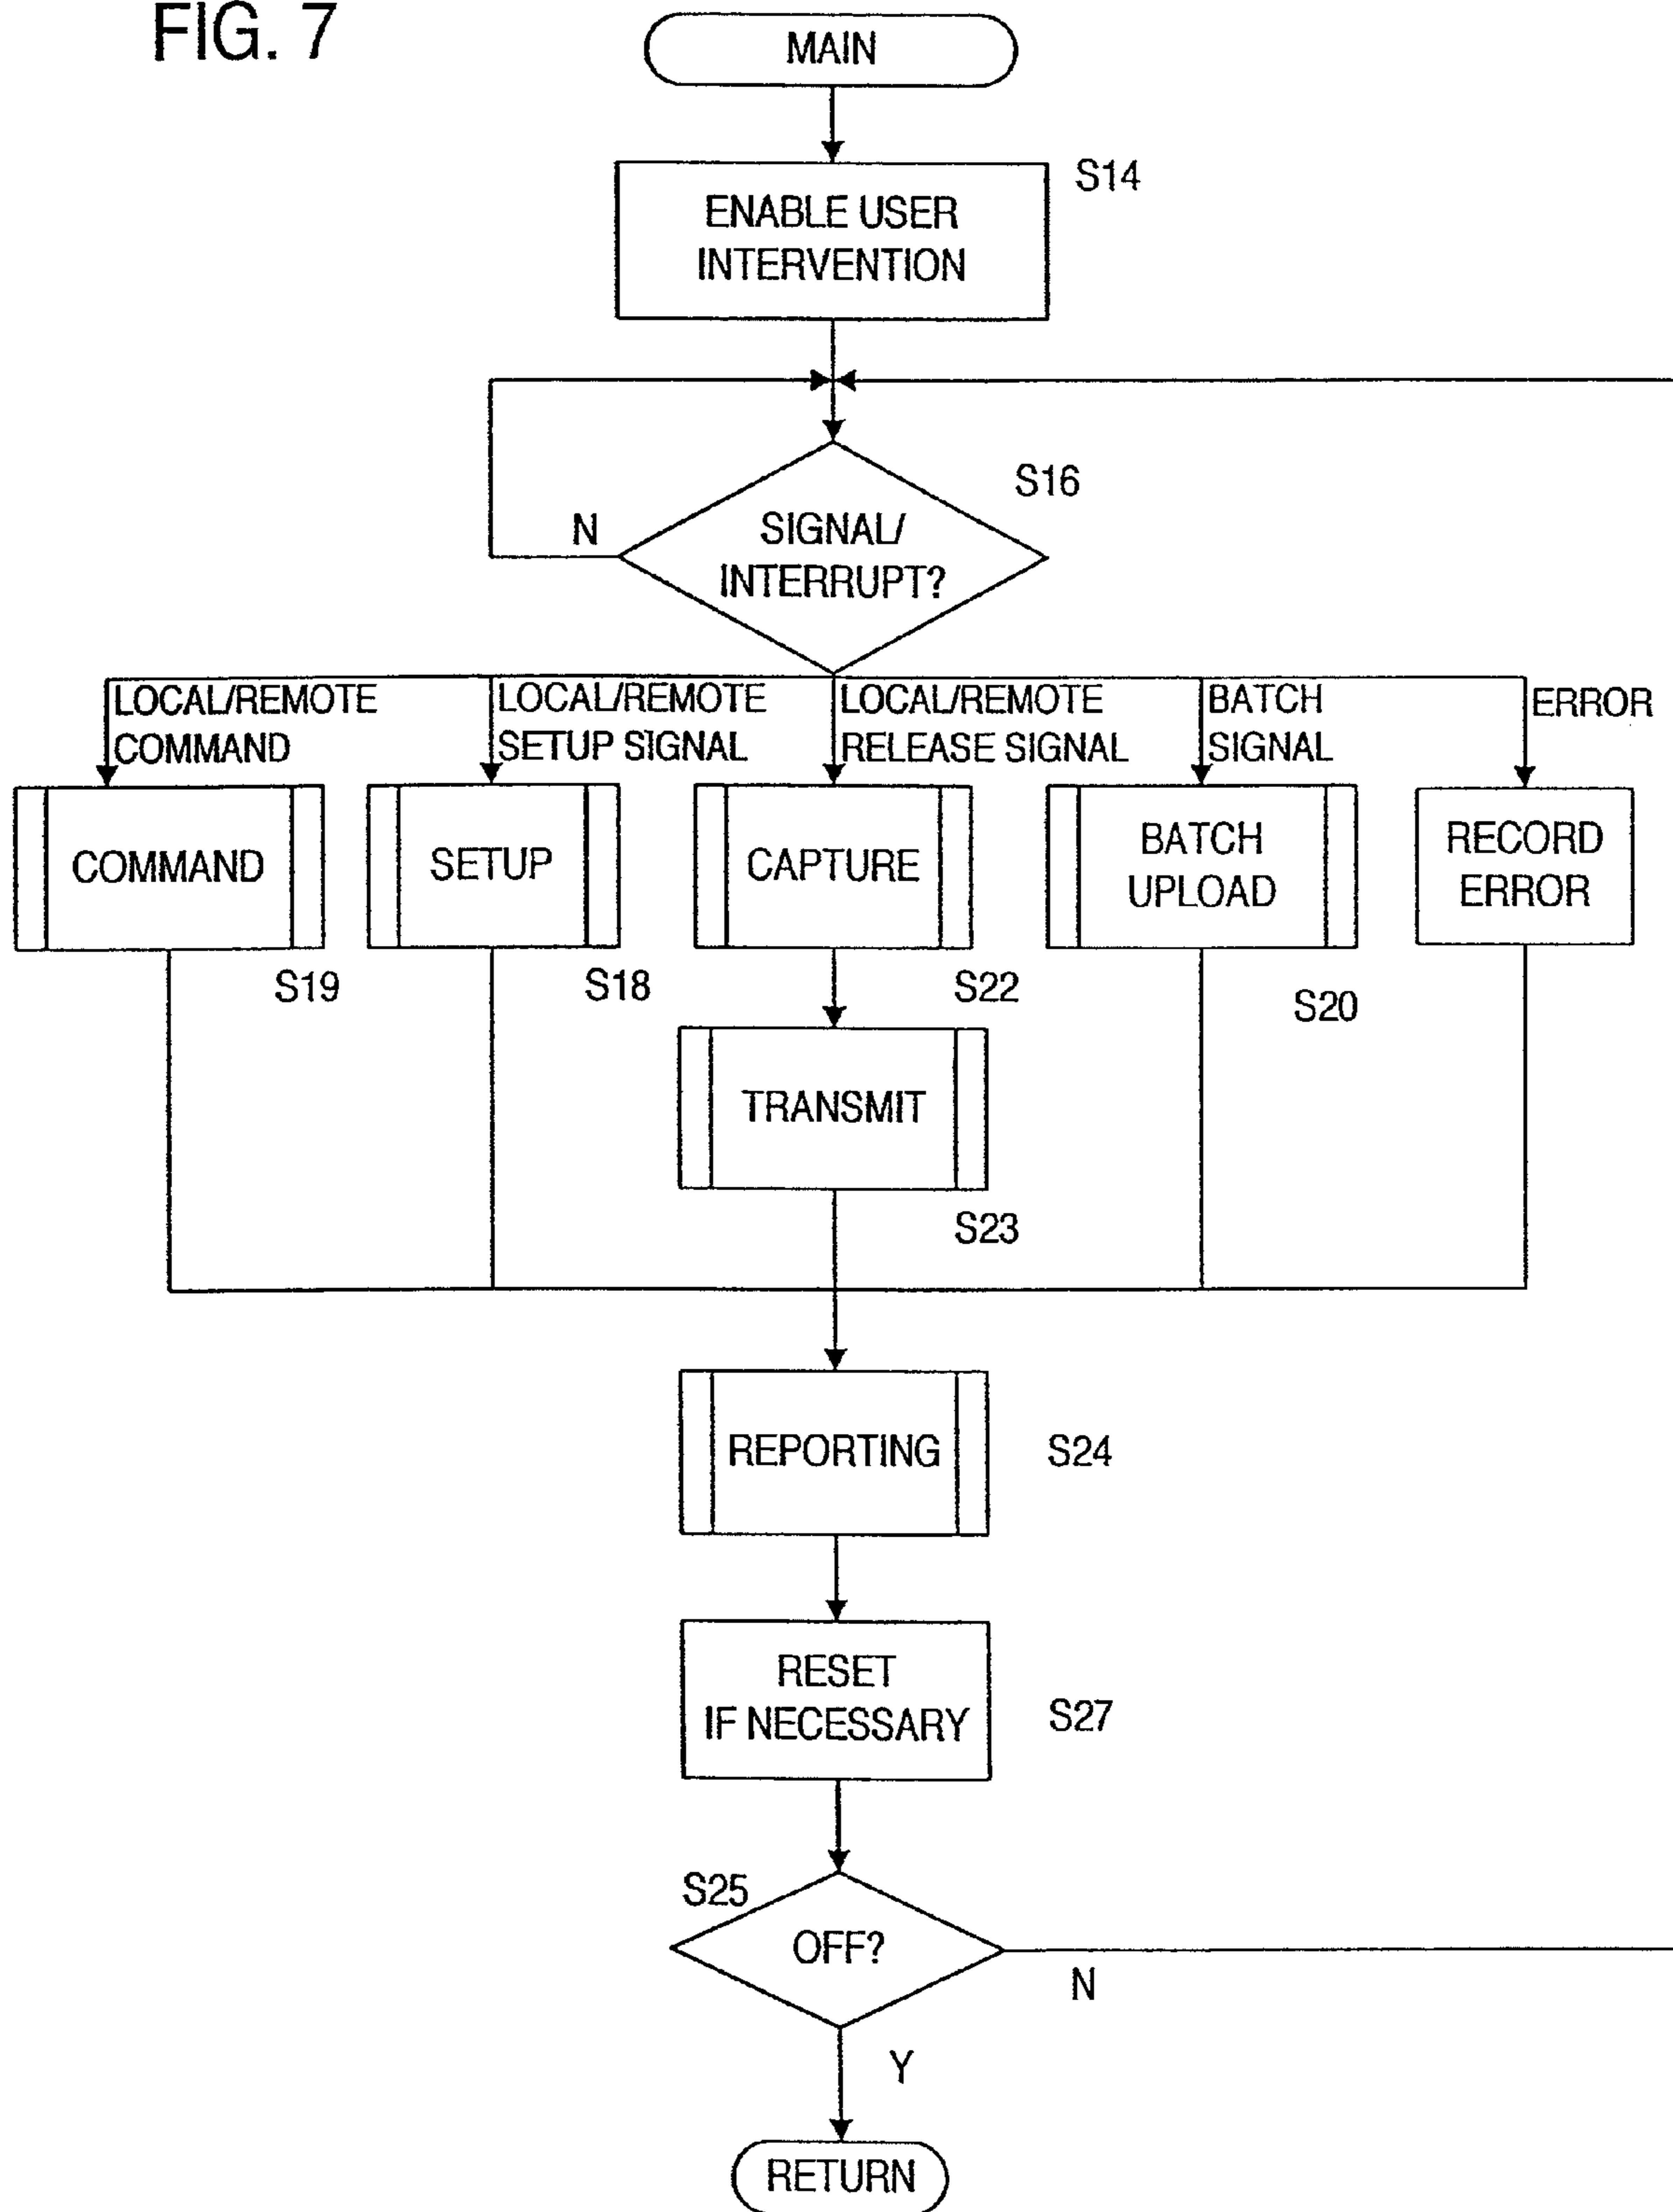 FIG. 7
MAIN
S14
ENABLE USER
INTERVENTION
S16
N
SIGNAL/
INTERRUPT?
LOCAL/REMOTE
COMMAND
LOCAL/REMOTE
SETUP SIGNAL
LOCAL/REMOTE
RELEASE SIGNAL
BATCH
SIGNAL
ERROR
COMMAND
SETUP
CAPTURE
BATCH
UPLOAD
RECORD
ERROR
S19
S18
S22
S20
TRANSMIT
S23
REPORTING
S24
RESET
IF NECESSARY
S27
S25
OFF?
N
Y
RETURN